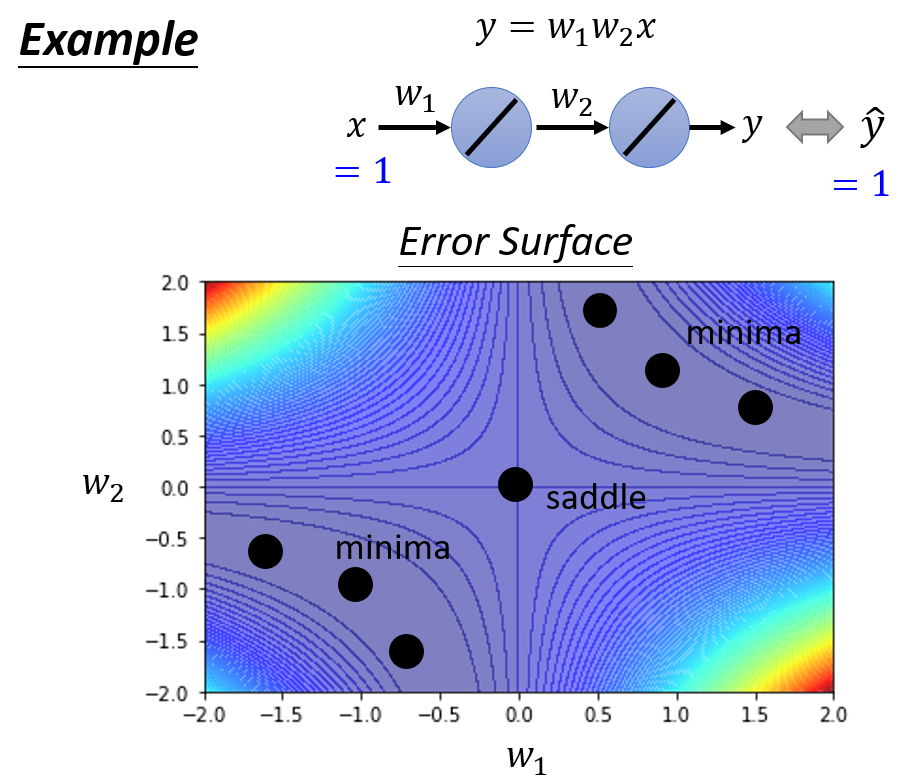 Example
y = w₁w₂x
w₁
w₂
x
y
ŷ
= 1
= 1
Error Surface
2.0
1.5
minima
1.0
0.5
w₂
0.0
saddle
−0.5
minima
−1.0
−1.5
−2.0
−2.0 −1.5 −1.0 −0.5 0.0 0.5 1.0 1.5 2.0
w₁